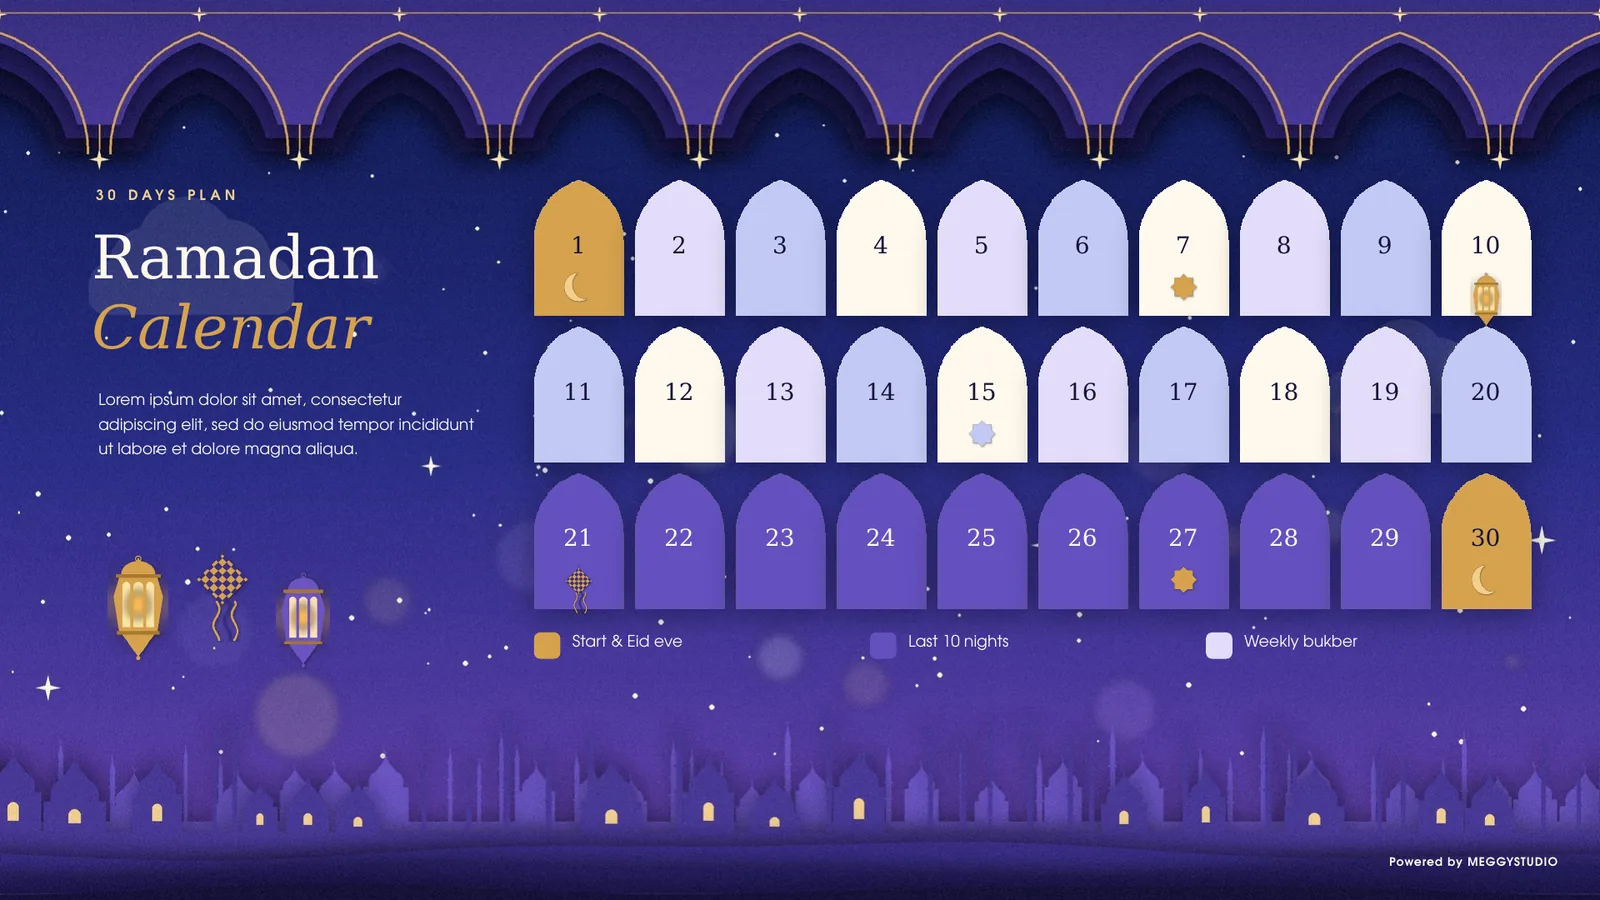 30 DAYS PLAN
Ramadan
Calendar
Lorem ipsum dolor sit amet, consectetur
adipiscing elit, sed do eiusmod tempor incididunt
ut labore et dolore magna aliqua.
1 2 3 4 5 6 7 8 9 10
11 12 13 14 15 16 17 18 19 20
21 22 23 24 25 26 27 28 29 30
Start & Eid eve Last 10 nights Weekly bukber
Powered by MEGGYSTUDIO